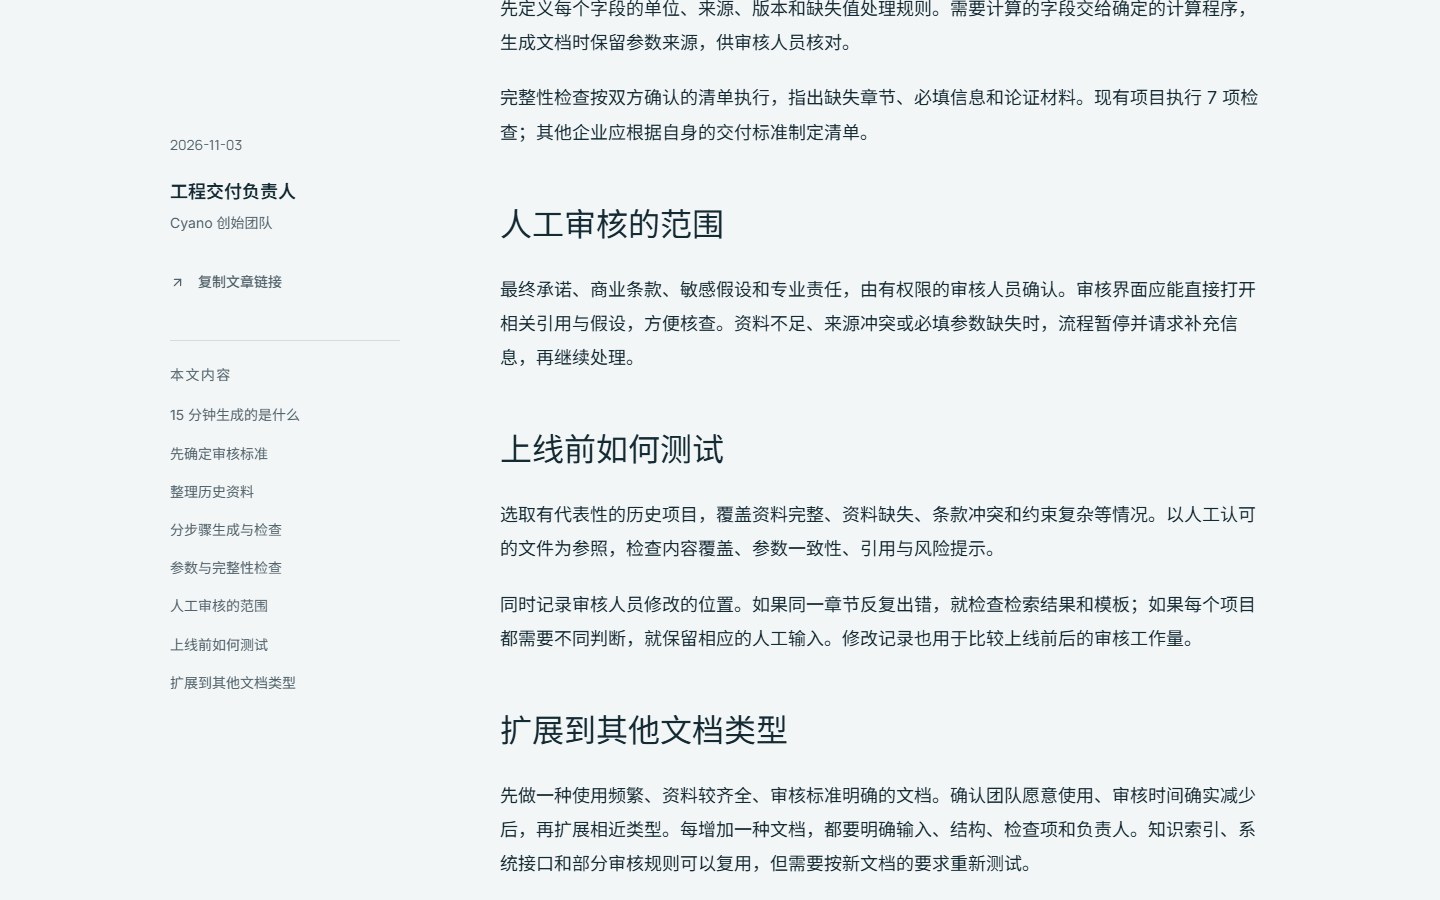 2026-11-03
工程交付负责人
Cyano 创始团队
复制文章链接
本文内容
15 分钟生成的是什么
先确定审核标准
整理历史资料
分步骤生成与检查
参数与完整性检查
人工审核的范围
上线前如何测试
扩展到其他文档类型
先定义每个字段的单位、来源、版本和缺失值处理规则。需要计算的字段交给确定的计算程序，
生成文档时保留参数来源，供审核人员核对。
完整性检查按双方确认的清单执行，指出缺失章节、必填信息和论证材料。现有项目执行 7 项检
查；其他企业应根据自身的交付标准制定清单。
人工审核的范围
最终承诺、商业条款、敏感假设和专业责任，由有权限的审核人员确认。审核界面应能直接打开
相关引用与假设，方便核查。资料不足、来源冲突或必填参数缺失时，流程暂停并请求补充信
息，再继续处理。
上线前如何测试
选取有代表性的历史项目，覆盖资料完整、资料缺失、条款冲突和约束复杂等情况。以人工认可
的文件为参照，检查内容覆盖、参数一致性、引用与风险提示。
同时记录审核人员修改的位置。如果同一章节反复出错，就检查检索结果和模板；如果每个项目
都需要不同判断，就保留相应的人工输入。修改记录也用于比较上线前后的审核工作量。
扩展到其他文档类型
先做一种使用频繁、资料较齐全、审核标准明确的文档。确认团队愿意使用、审核时间确实减少
后，再扩展相近类型。每增加一种文档，都要明确输入、结构、检查项和负责人。知识索引、系
统接口和部分审核规则可以复用，但需要按新文档的要求重新测试。